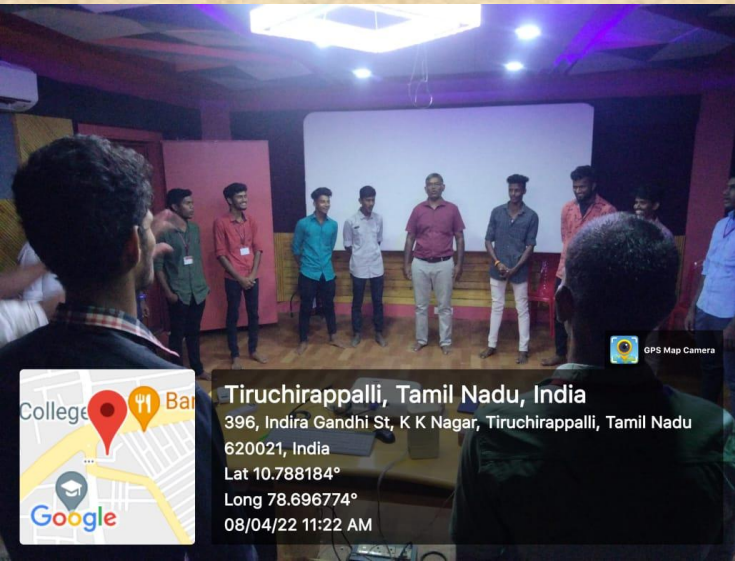 GPS Map Camera
College
Bar
Google
Tiruchirappalli, Tamil Nadu, India
396, Indira Gandhi St, K K Nagar, Tiruchirappalli, Tamil Nadu
620021, India
Lat 10.788184°
Long 78.696774°
08/04/22 11:22 AM